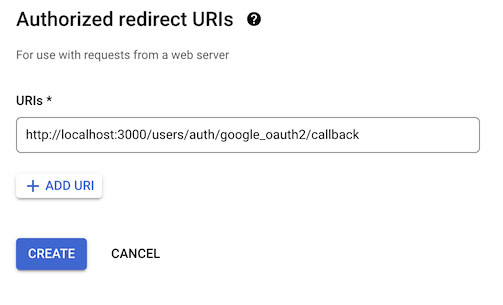 Authorized redirect URIs ?
For use with requests from a web server
URIs *
http://localhost:3000/users/auth/google_oauth2/callback
+ ADD URI
CREATE CANCEL